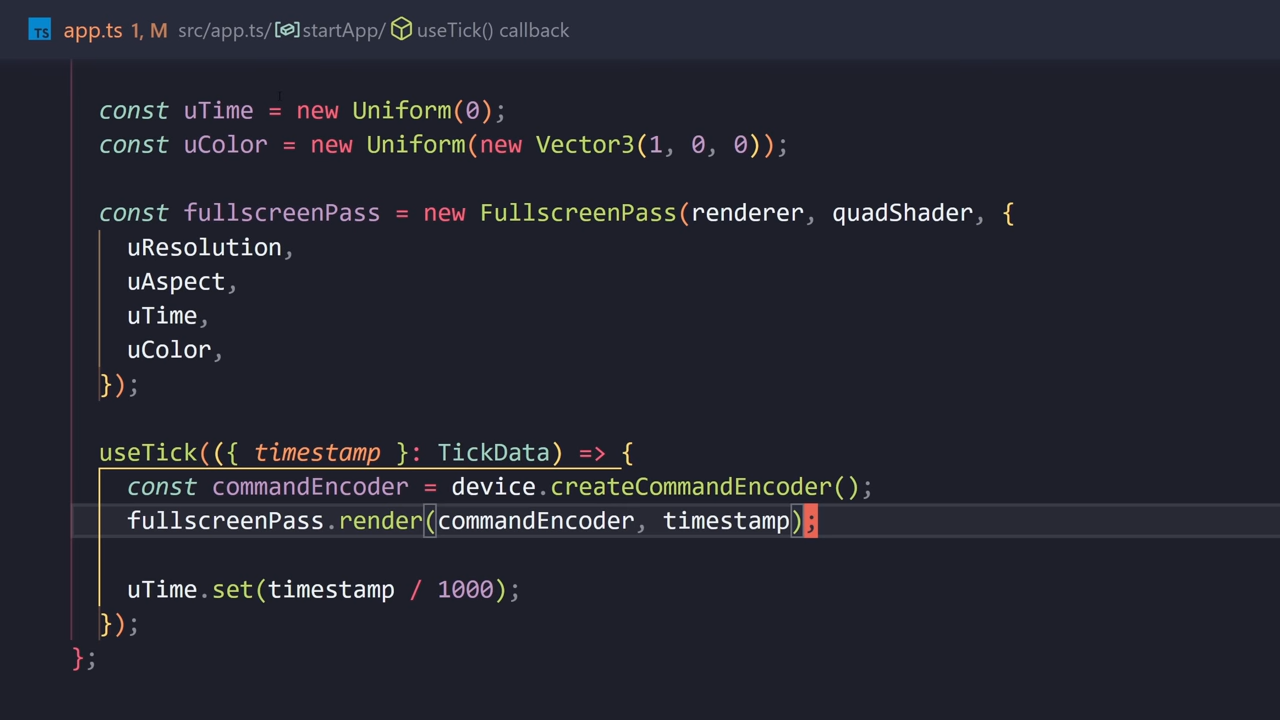 TS app.ts 1, M src/app.ts/startApp/useTick() callback
const uTime = new Uniform(0);
const uColor = new Uniform(new Vector3(1, 0, 0));
const fullscreenPass = new FullscreenPass(renderer, quadShader, {
uResolution,
uAspect,
uTime,
uColor,
});
useTick(({ timestamp }: TickData) => {
const commandEncoder = device.createCommandEncoder();
fullscreenPass.render(commandEncoder, timestamp);
uTime.set(timestamp / 1000);
});
};